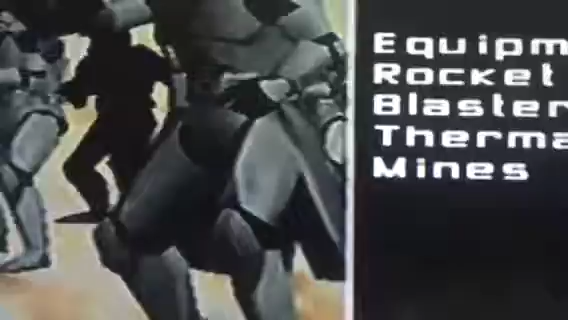 Equipm
Rocket
Blaster
Therma
Mines